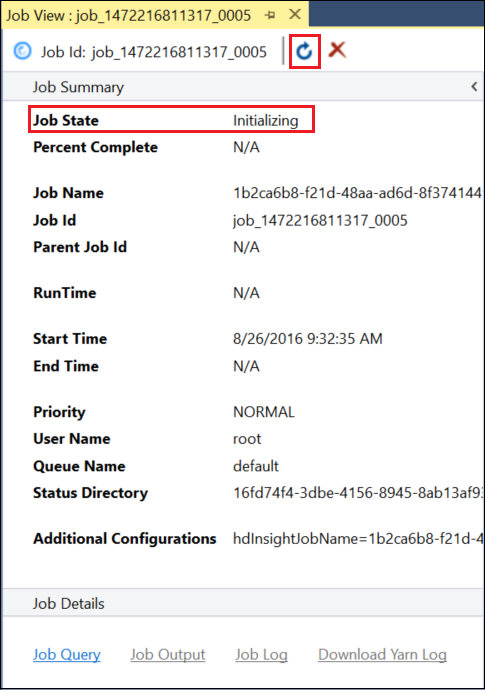 Job View : job_1472216811317_0005
Job Id: job_1472216811317_0005
Job Summary
Job State Initializing
Percent Complete N/A
Job Name 1b2ca6b8-f21d-48aa-ad6d-8f374144
Job Id job_1472216811317_0005
Parent Job Id N/A
RunTime N/A
Start Time 8/26/2016 9:32:35 AM
End Time N/A
Priority NORMAL
User Name root
Queue Name default
Status Directory 16fd74f4-3dbe-4156-8945-8ab13af93
Additional Configurations hdInsightJobName=1b2ca6b8-f21d-4
Job Details
Job Query Job Output Job Log Download Yarn Log